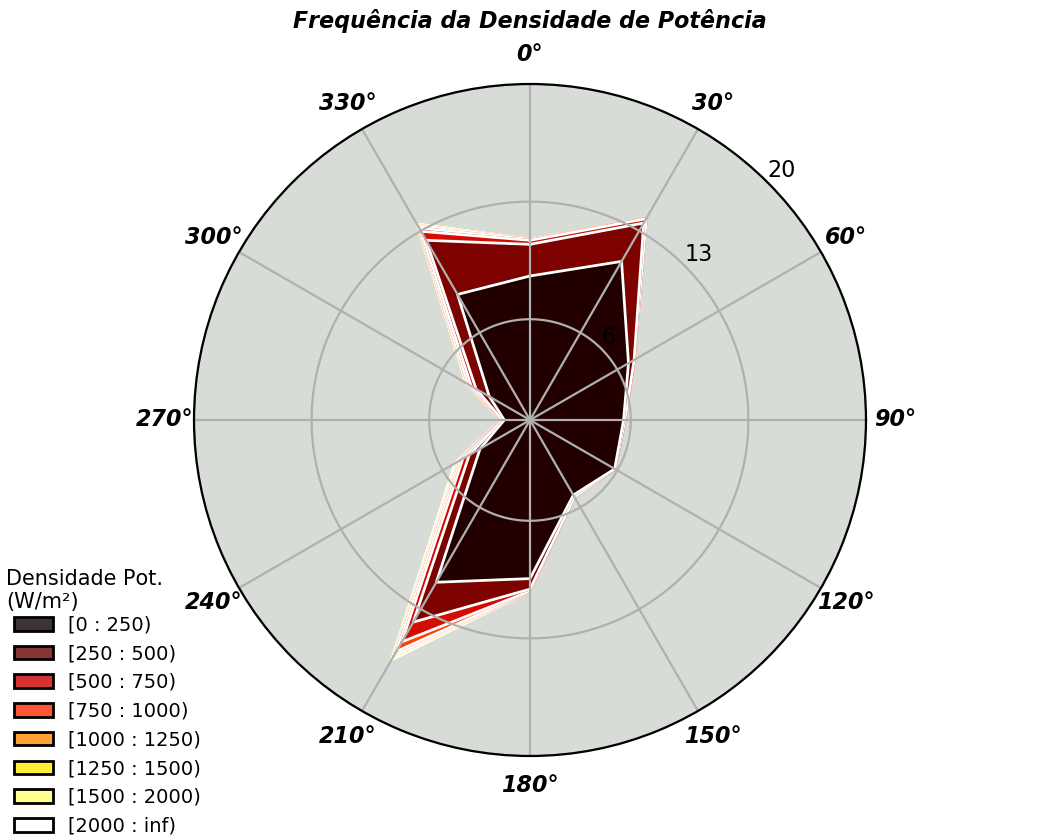 Frequência da Densidade de Potência
0°
330°
30°
20
300°
60°
13
6
270°
90°
240°
120°
210°
150°
180°
Densidade Pot.
(W/m²)
[0 : 250)
[250 : 500)
[500 : 750)
[750 : 1000)
[1000 : 1250)
[1250 : 1500)
[1500 : 2000)
[2000 : inf)